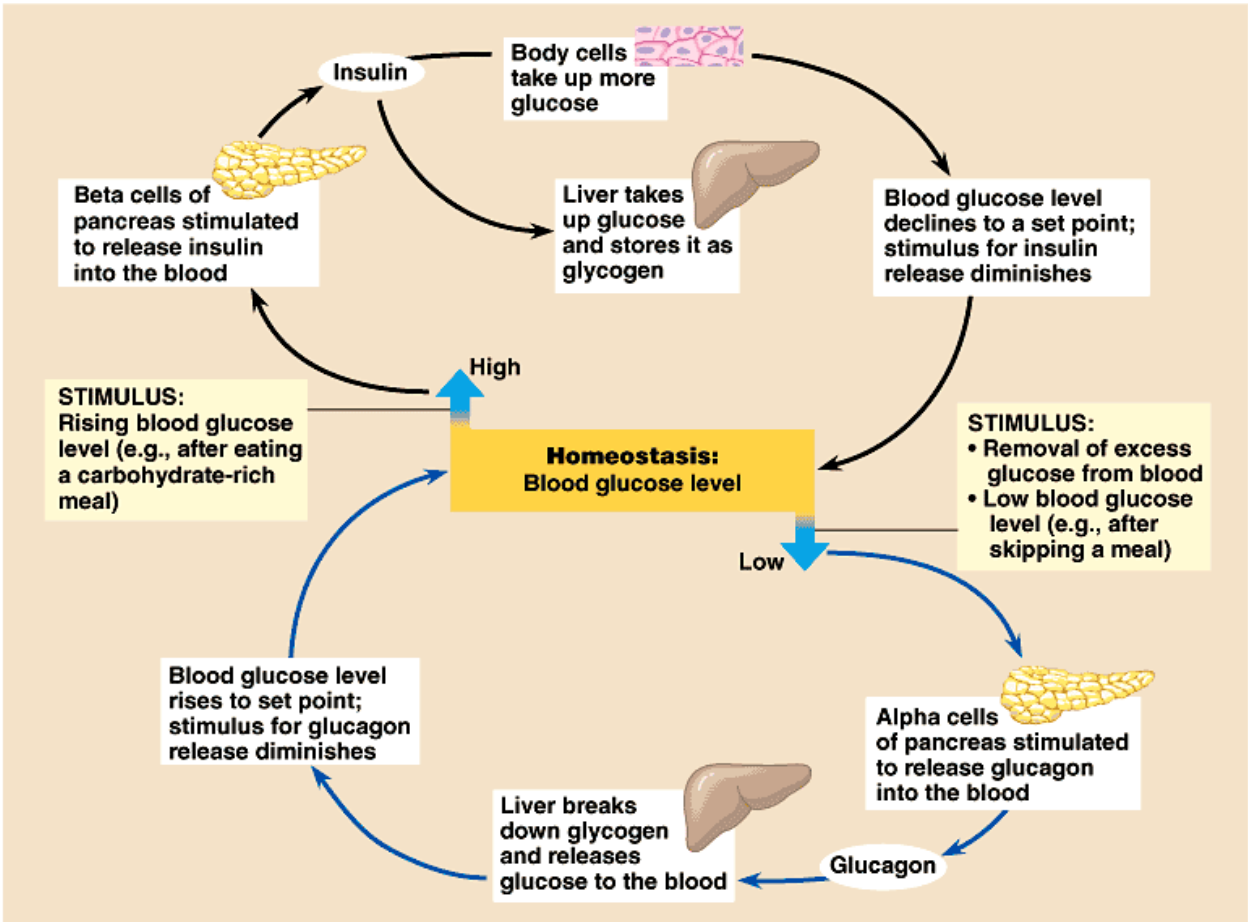 Insulin
Body cells
take up more
glucose
Beta cells of
pancreas stimulated
to release insulin
into the blood
Liver takes
up glucose
and stores it as
glycogen
Blood glucose level
declines to a set point;
stimulus for insulin
release diminishes
High
STIMULUS:
Rising blood glucose
level (e.g., after eating
a carbohydrate-rich
meal)
Homeostasis:
Blood glucose level
STIMULUS:
• Removal of excess
glucose from blood
• Low blood glucose
level (e.g., after
skipping a meal)
Low
Blood glucose level
rises to set point;
stimulus for glucagon
release diminishes
Alpha cells
of pancreas stimulated
to release glucagon
into the blood
Liver breaks
down glycogen
and releases
glucose to the blood
Glucagon